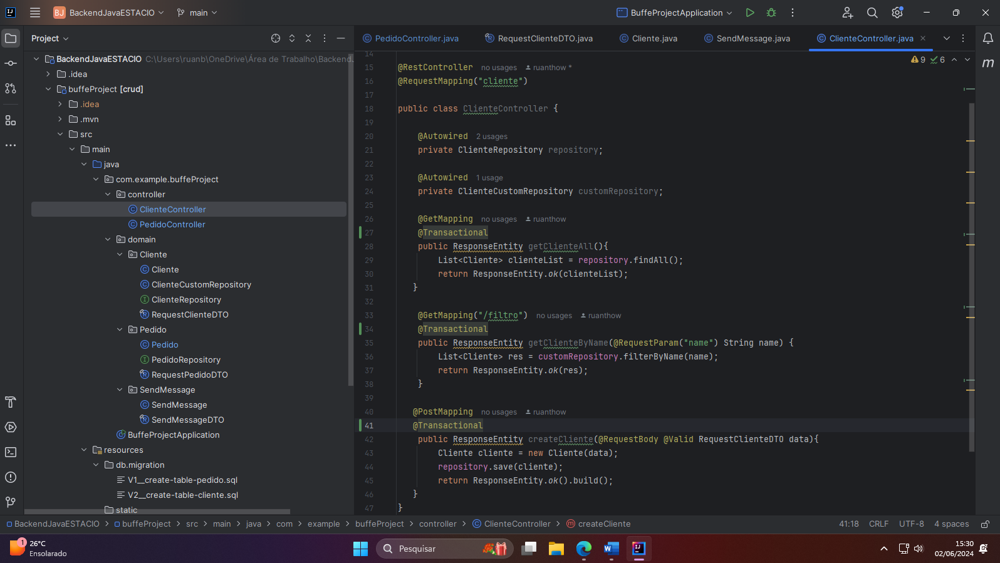 BJ BackendJavaESTACIO main BuffeProjectApplication
Project
PedidoController.java RequestClienteDTO.java Cliente.java SendMessage.java ClienteController.java
BackendJavaESTACIO C:\Users\ruanb\OneDrive\Área de Trabalho\BackendJ
.idea
buffeProject [crud]
.idea
.mvn
src
main
java
com.example.buffeProject
controller
ClienteController
PedidoController
domain
Cliente
Cliente
ClienteCustomRepository
ClienteRepository
RequestClienteDTO
Pedido
Pedido
PedidoRepository
RequestPedidoDTO
SendMessage
SendMessage
SendMessageDTO
BuffeProjectApplication
resources
db.migration
V1__create-table-pedido.sql
V2__create-table-cliente.sql
static
9 6
14
15 @RestController no usages ruanthow *
16 @RequestMapping("cliente")
17
18 public class ClienteController {
19
20 @Autowired 2 usages
21 private ClienteRepository repository;
22
23 @Autowired 1 usage
24 private ClienteCustomRepository customRepository;
25
26 @GetMapping no usages ruanthow
27 @Transactional
28 public ResponseEntity getClienteAll(){
29 List<Cliente> clienteList = repository.findAll();
30 return ResponseEntity.ok(clienteList);
31 }
32
33 @GetMapping("/filtro") no usages ruanthow
34 @Transactional
35 public ResponseEntity getClienteByName(@RequestParam("name") String name) {
36 List<Cliente> res = customRepository.filterByName(name);
37 return ResponseEntity.ok(res);
38 }
39
40 @PostMapping no usages ruanthow
41 @Transactional
42 public ResponseEntity createCliente(@RequestBody @Valid RequestClienteDTO data){
43 Cliente cliente = new Cliente(data);
44 repository.save(cliente);
45 return ResponseEntity.ok().build();
46 }
47 }
m
BackendJavaESTACIO > buffeProject > src > main > java > com > example > buffeProject > controller > ClienteController > createCliente 41:18 CRLF UTF-8 4 spaces
1 26°C
Ensolarado
Pesquisar
15:30
02/06/2024